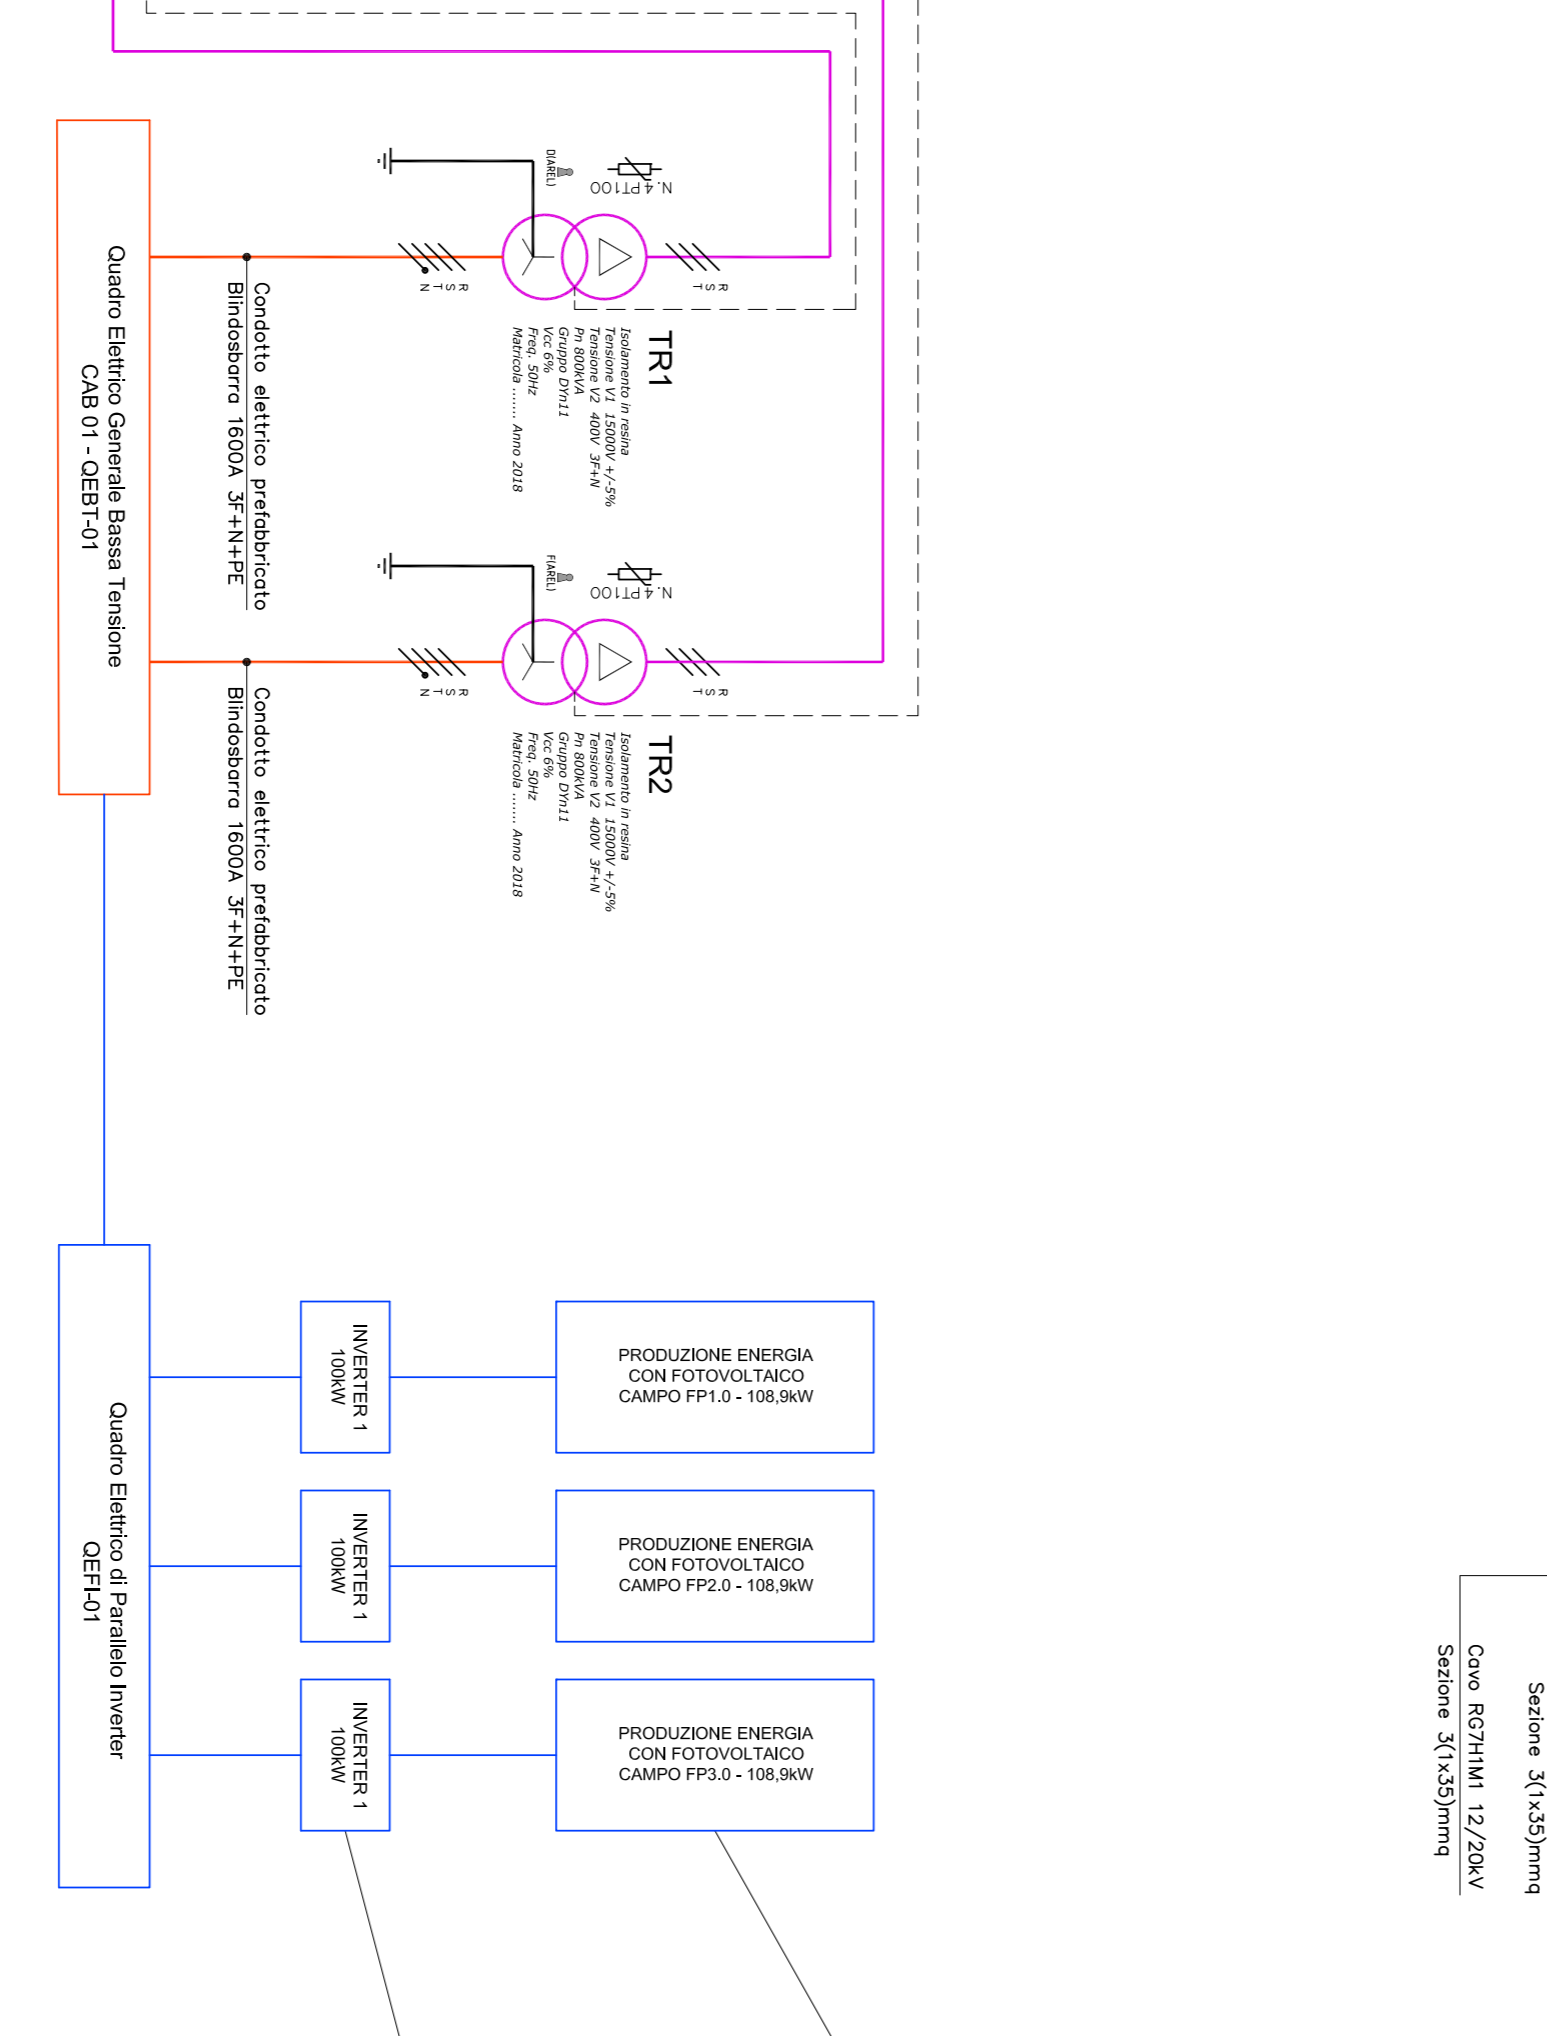 D(AREL)
N.4PT100
R
S
T
R
S
T
N
TR1
Isolamento in resina
Tensione V1 15000V +/-5%
Tensione V2 400V 3F+N
Pn 800kVA
Gruppo DYn11
Vcc 6%
Freq. 50Hz
Matricola ....... Anno 2018
Condotto elettrico prefabbricato
Blindosbarra 1600A 3F+N+PE
Quadro Elettrico Generale Bassa Tensione
CAB 01 - QEBT-01
F(AREL)
N.4PT100
R
S
T
R
S
T
N
TR2
Isolamento in resina
Tensione V1 15000V +/-5%
Tensione V2 400V 3F+N
Pn 800kVA
Gruppo DYn11
Vcc 6%
Freq. 50Hz
Matricola ....... Anno 2018
Condotto elettrico prefabbricato
Blindosbarra 1600A 3F+N+PE
Quadro Elettrico di Parallelo Inverter
QEFI-01
INVERTER 1
100kW
PRODUZIONE ENERGIA
CON FOTOVOLTAICO
CAMPO FP1.0 - 108,9kW
INVERTER 1
100kW
PRODUZIONE ENERGIA
CON FOTOVOLTAICO
CAMPO FP2.0 - 108,9kW
INVERTER 1
100kW
PRODUZIONE ENERGIA
CON FOTOVOLTAICO
CAMPO FP3.0 - 108,9kW
Sezione 3(1x35)mmq
Cavo RG7H1M1 12/20kV
Sezione 3(1x35)mmq